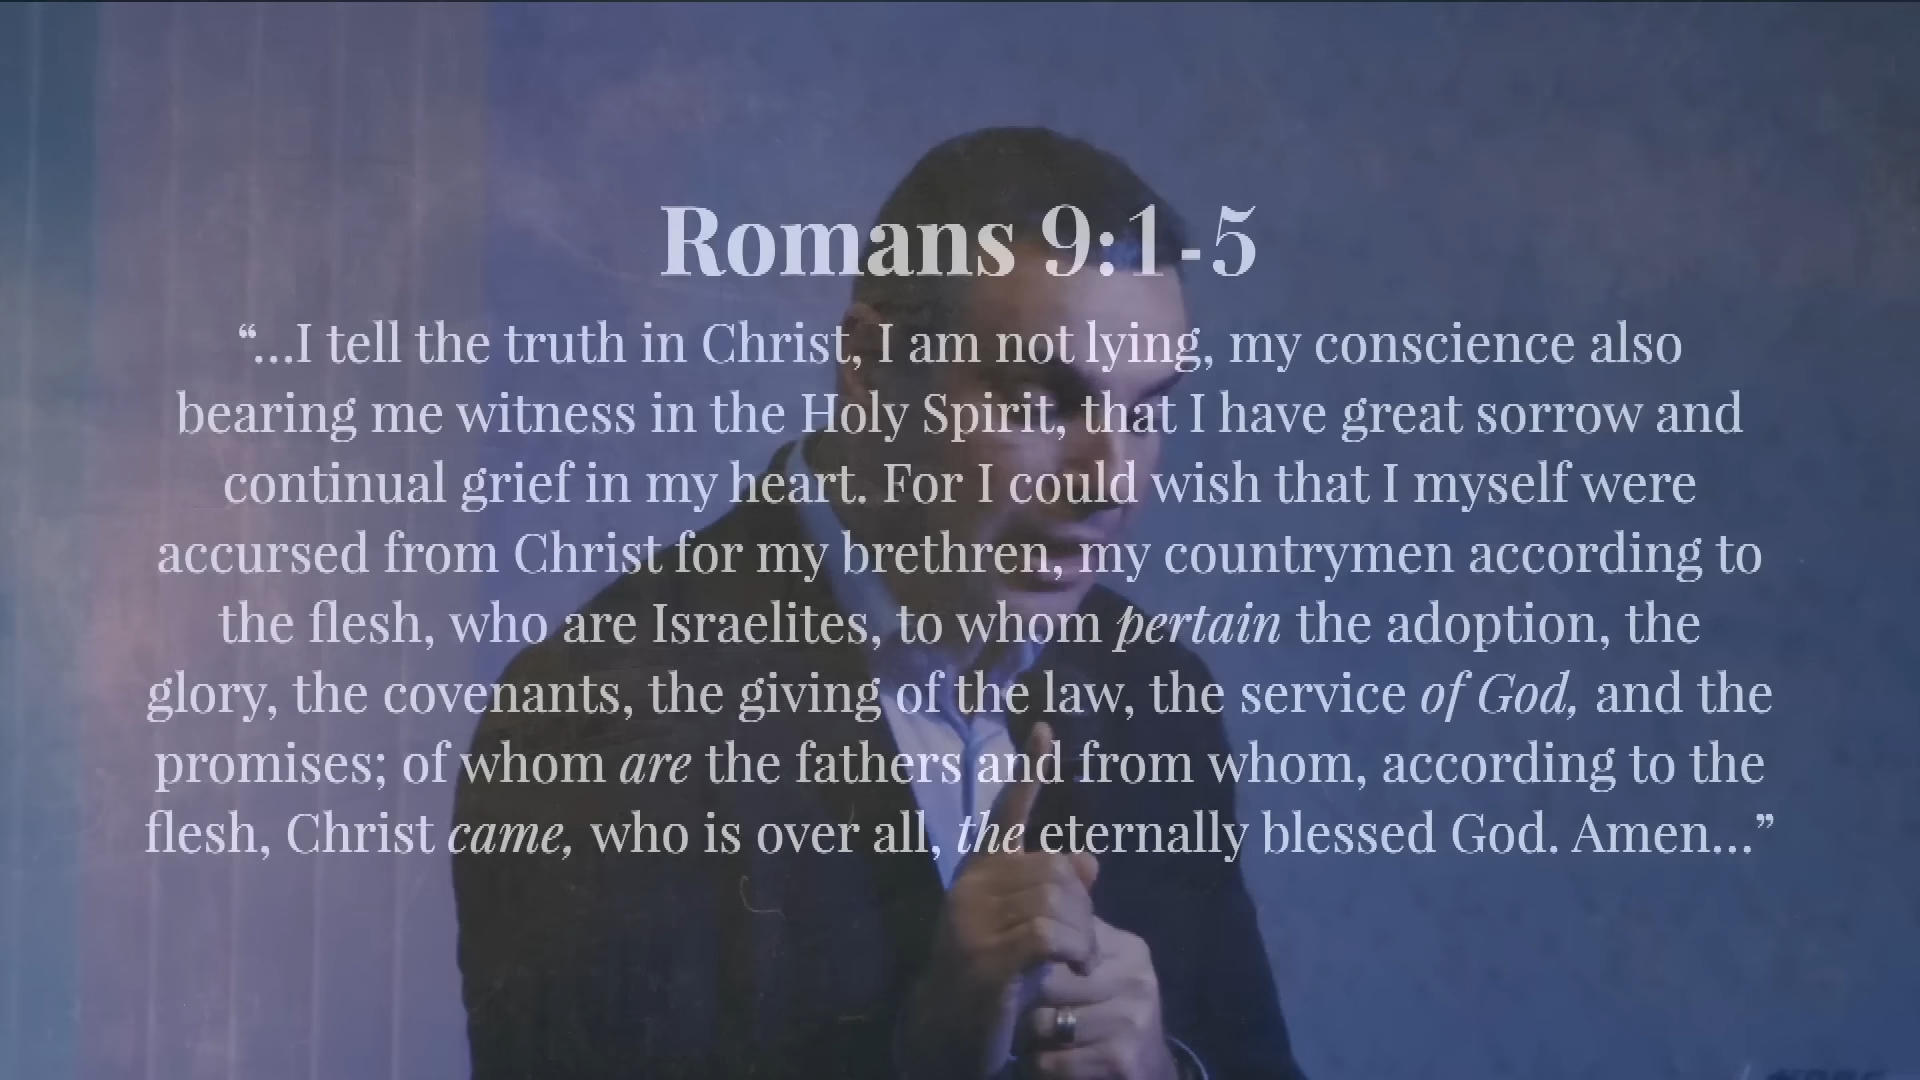 Romans 9:1-5
“...I tell the truth in Christ, I am not lying, my conscience also
bearing me witness in the Holy Spirit, that I have great sorrow and
continual grief in my heart. For I could wish that I myself were
accursed from Christ for my brethren, my countrymen according to
the flesh, who are Israelites, to whom pertain the adoption, the
glory, the covenants, the giving of the law, the service of God, and the
promises; of whom are the fathers and from whom, according to the
flesh, Christ came, who is over all, the eternally blessed God. Amen...”